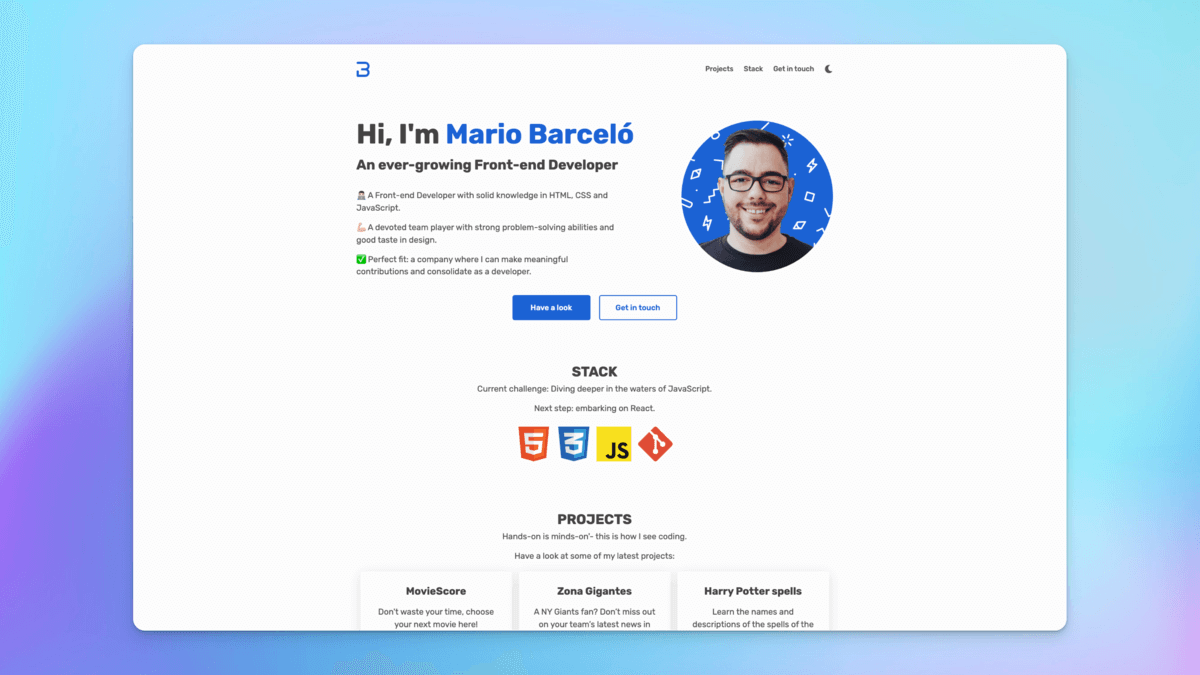 Projects Stack Get in touch
Hi, I'm Mario Barceló
An ever-growing Front-end Developer
A Front-end Developer with solid knowledge in HTML, CSS and
JavaScript.
A devoted team player with strong problem-solving abilities and
good taste in design.
Perfect fit: a company where I can make meaningful
contributions and consolidate as a developer.
Have a look Get in touch
STACK
Current challenge: Diving deeper in the waters of JavaScript.
Next step: embarking on React.
5 3 JS
PROJECTS
Hands-on is minds-on'- this is how I see coding.
Have a look at some of my latest projects:
MovieScore Zona Gigantes Harry Potter spells
Don't waste your time, choose A NY Giants fan? Don't miss out Learn the names and
your next movie here! on your team's latest news in descriptions of the spells of the